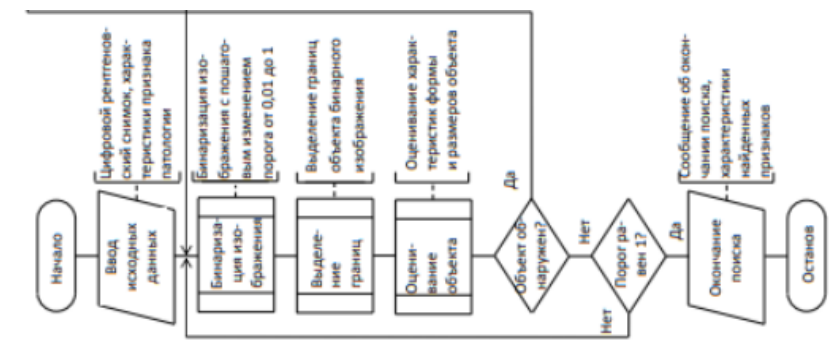 Начало
Ввод
исходных
данных
Цифровой рентгенов-
ский снимок, харак-
теристики признака
патологии
Бинариза-
ция изо-
бражения
Бинаризация изо-
бражения с пошаго-
вым изменением
порога от 0,01 до 1
Выделе-
ние
границ
Выделение границ
объекта бинарного
изображения
Оцени-
вание
объекта
Оценивание харак-
теристик формы
и размеров объекта
Объект об-
наружен?
Да
Нет
Порог ра-
вен 1?
Нет
Да
Окончание
поиска
Сообщение об окон-
чании поиска,
характеристики
найденных
признаков
Останов